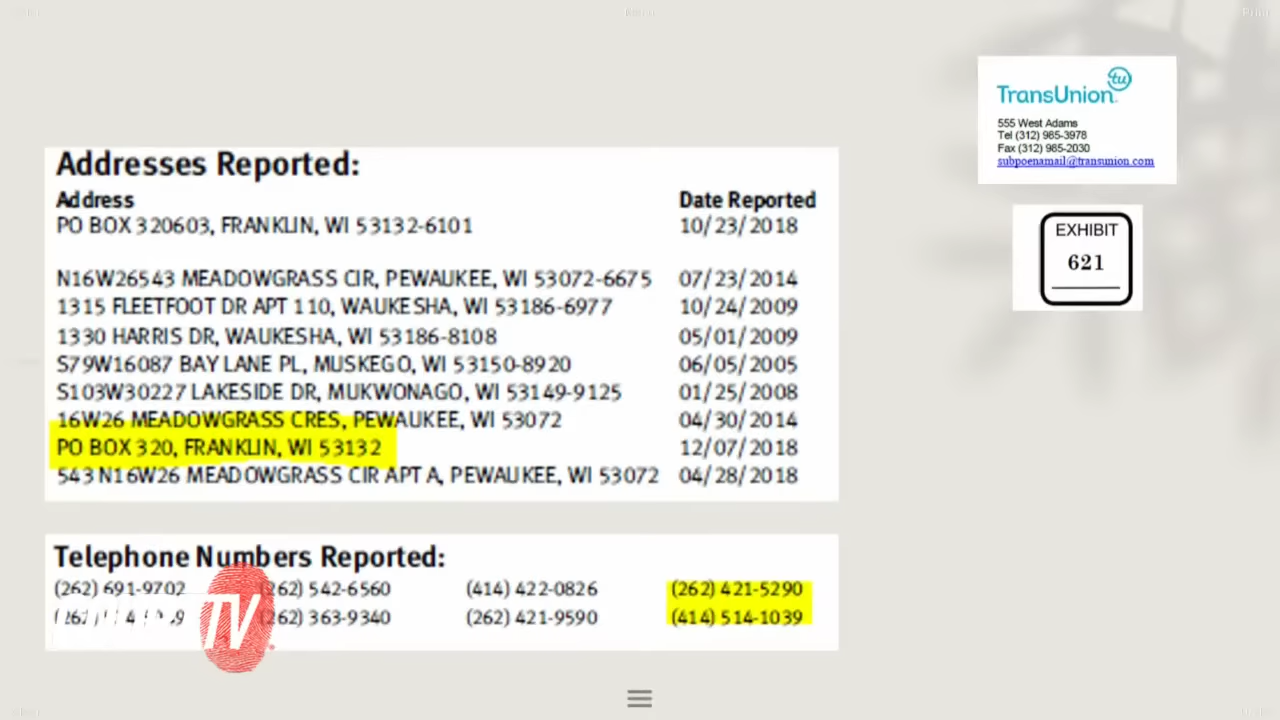 Addresses Reported:
Address Date Reported
PO BOX 320603, FRANKLIN, WI 53132-6101 10/23/2018
N16W26543 MEADOWGRASS CIR, PEWAUKEE, WI 53072-6675 07/23/2014
1315 FLEETFOOT DR APT 110, WAUKESHA, WI 53186-6977 10/24/2009
1330 HARRIS DR, WAUKESHA, WI 53186-8108 05/01/2009
S79W16087 BAY LANE PL, MUSKEGO, WI 53150-8920 06/05/2005
S103W30227 LAKESIDE DR, MUKWONAGO, WI 53149-9125 01/25/2008
16W26 MEADOWGRASS CRES, PEWAUKEE, WI 53072 04/30/2014
PO BOX 320, FRANKLIN, WI 53132 12/07/2018
543 N16W26 MEADOWGRASS CIR APT A, PEWAUKEE, WI 53072 04/28/2018
Telephone Numbers Reported:
(262) 691-9702 (262) 542-6560 (414) 422-0826 (262) 421-5290
(262) 363-9340 (262) 421-9590 (414) 514-1039
TV
tu
TransUnion
555 West Adams
Tel (312) 985-3978
Fax (312) 985-2030
subpoenamail@transunion.com
EXHIBIT
621